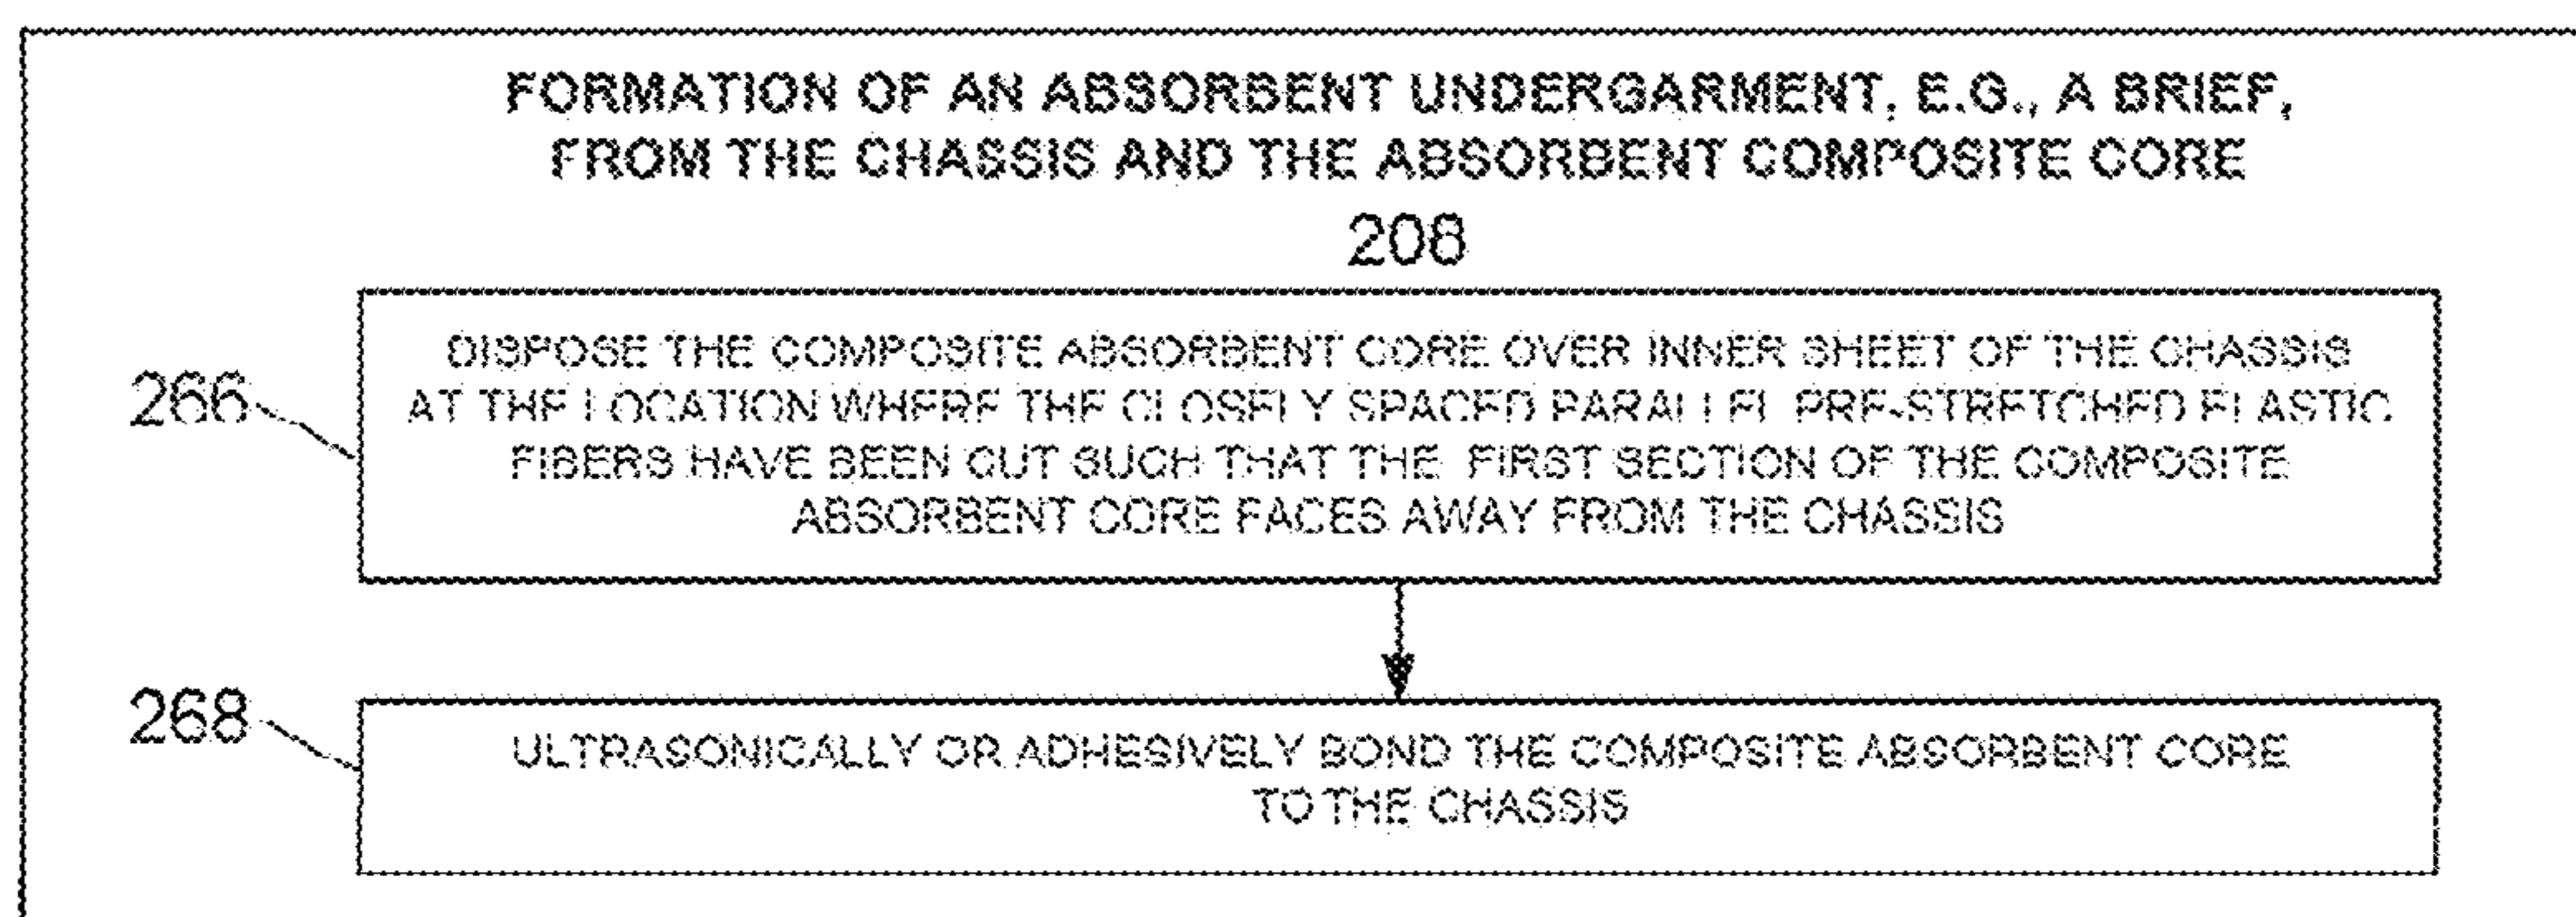 FORMATION OF AN ABSORBENT UNDERGARMENT, E.G., A BRIEF,
FROM THE CHASSIS AND THE ABSORBENT COMPOSITE CORE
206
266
DISPOSE THE COMPOSITE ABSORBENT CORE OVER INNER SHEET OF THE CHASSIS
AT THE LOCATION WHERE THE CLOSELY SPACED PARALLEL PRE-STRETCHED ELASTIC
FIBERS HAVE BEEN CUT SUCH THAT THE FIRST SECTION OF THE COMPOSITE
ABSORBENT CORE FACES AWAY FROM THE CHASSIS
268
ULTRASONICALLY OR ADHESIVELY BOND THE COMPOSITE ABSORBENT CORE
TO THE CHASSIS